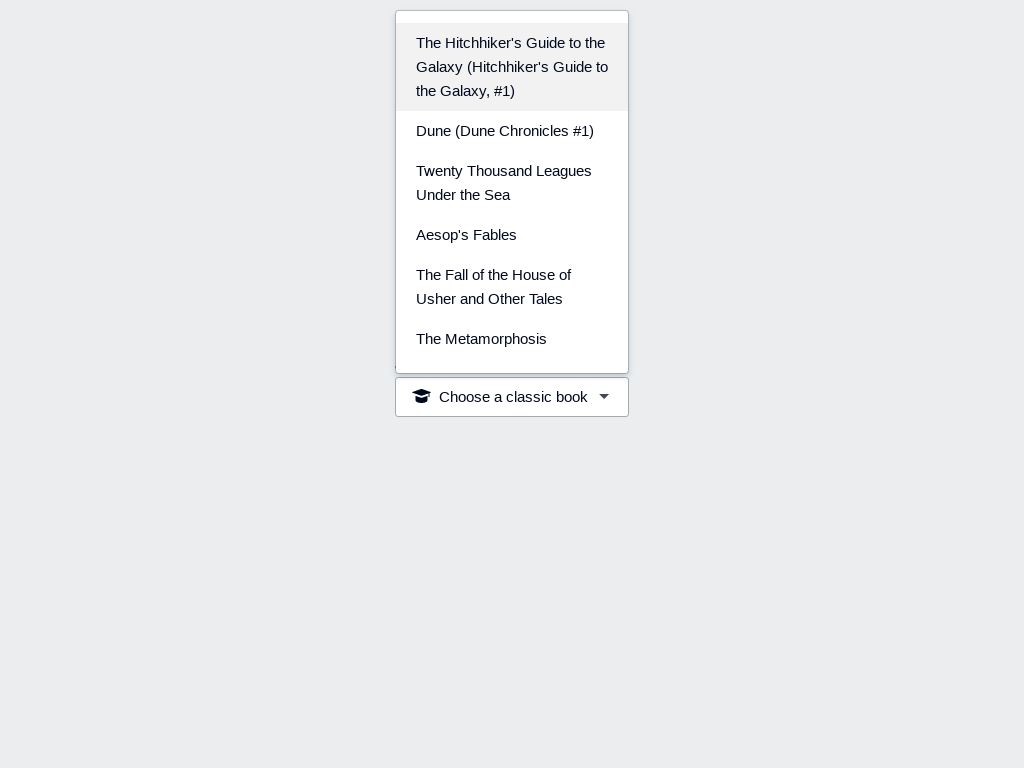 The Hitchhiker's Guide to the
Galaxy (Hitchhiker's Guide to
the Galaxy, #1)
Dune (Dune Chronicles #1)
Twenty Thousand Leagues
Under the Sea
Aesop's Fables
The Fall of the House of
Usher and Other Tales
The Metamorphosis
Choose a classic book